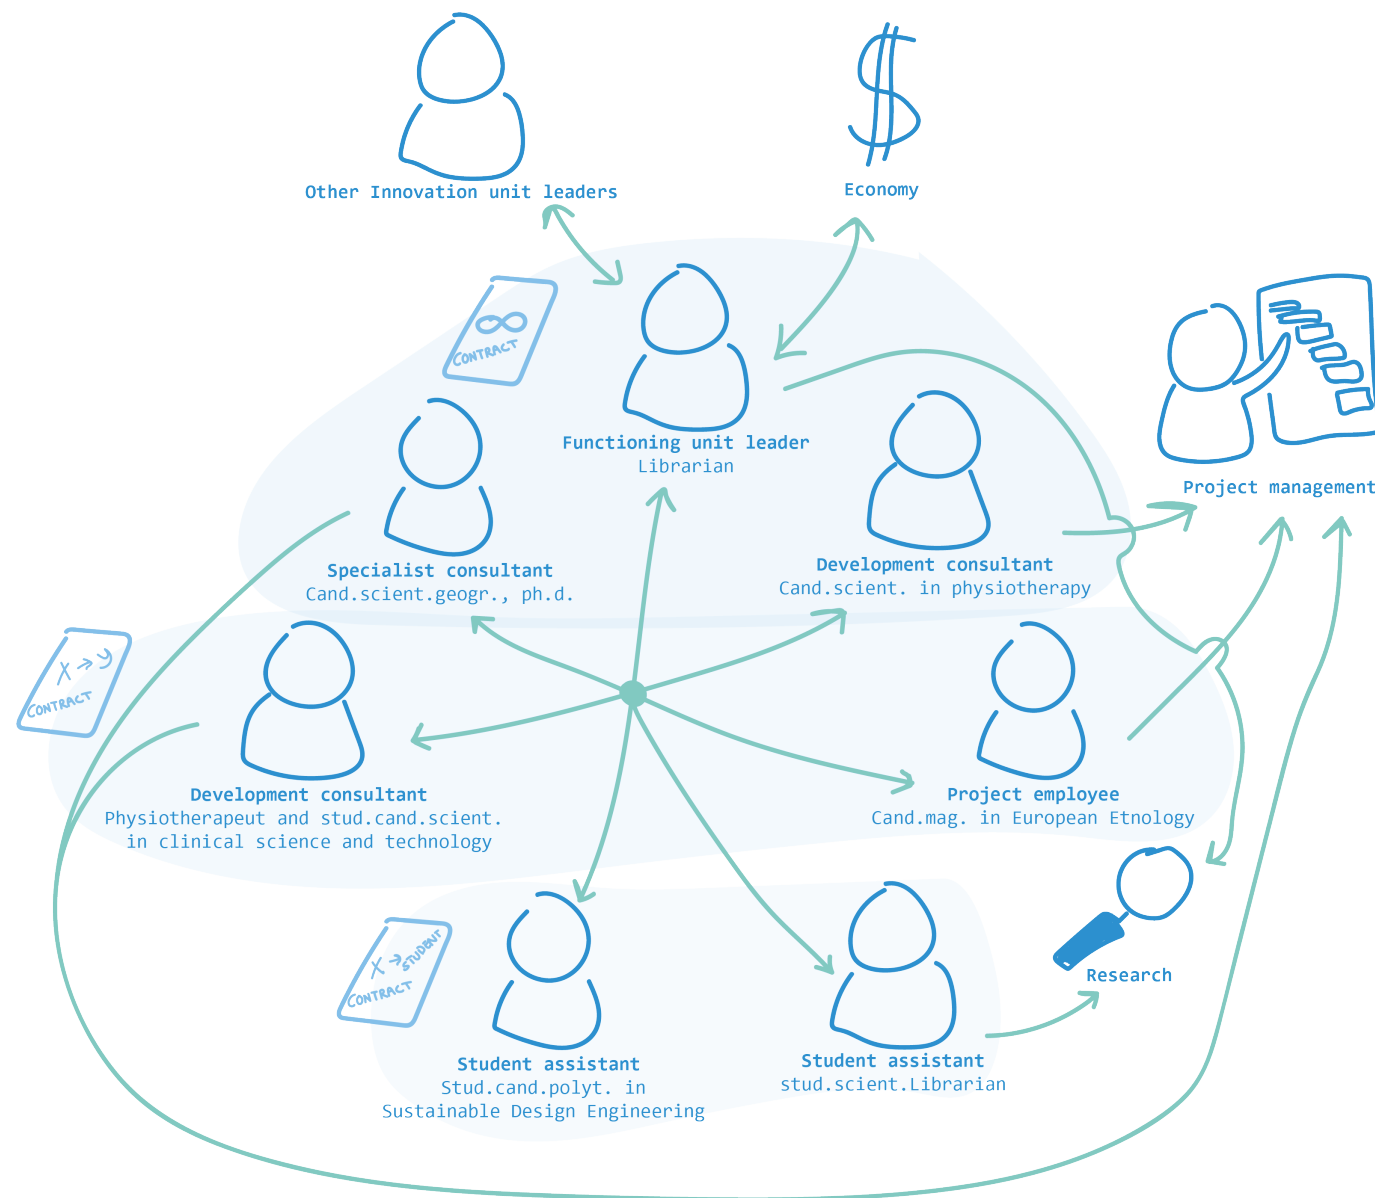 Other Innovation unit leaders
Economy
CONTRACT
Functioning unit leader
Librarian
Project management
Specialist consultant
Cand.scient.geogr., ph.d.
Development consultant
Cand.scient. in physiotherapy
X → Y
CONTRACT
Development consultant
Physiotherapeut and stud.cand.scient.
in clinical science and technology
Project employee
Cand.mag. in European Etnology
X → STUDENT
CONTRACT
Research
Student assistant
Stud.cand.polyt. in
Sustainable Design Engineering
Student assistant
stud.scient.Librarian